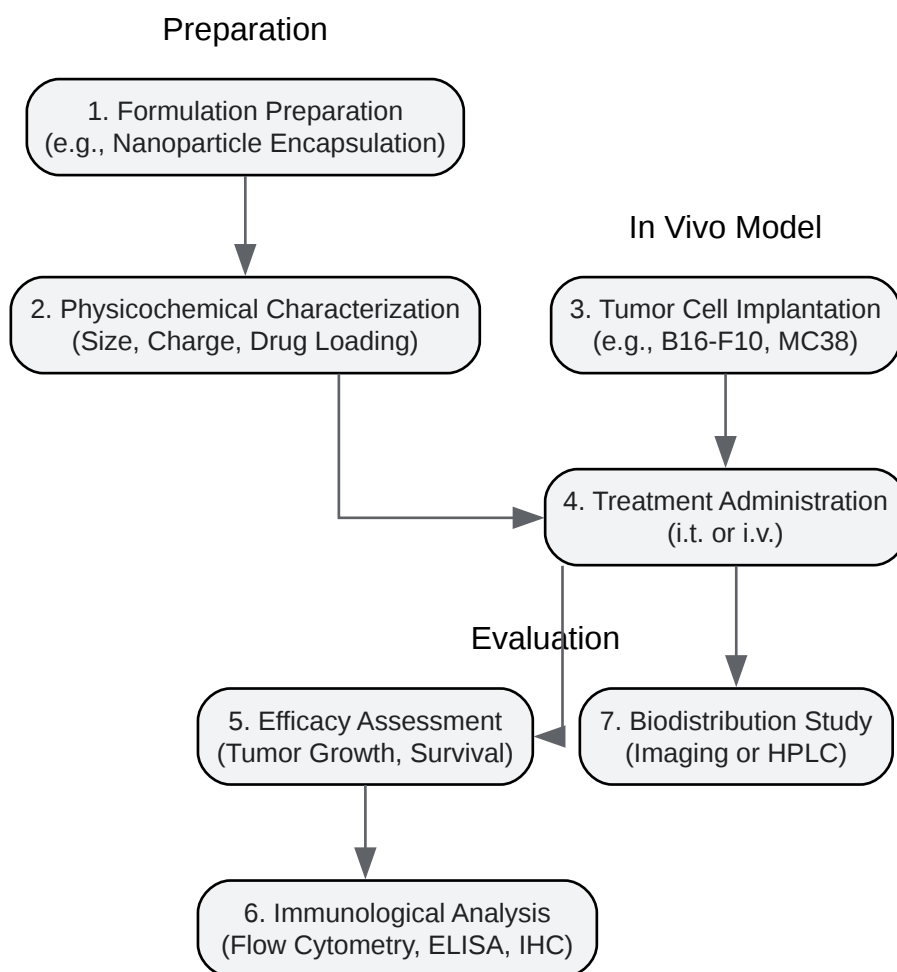 Preparation
1. Formulation Preparation
(e.g., Nanoparticle Encapsulation)
In Vivo Model
2. Physicochemical Characterization
(Size, Charge, Drug Loading)
3. Tumor Cell Implantation
(e.g., B16-F10, MC38)
4. Treatment Administration
(i.t. or i.v.)
Evaluation
5. Efficacy Assessment
(Tumor Growth, Survival)
7. Biodistribution Study
(Imaging or HPLC)
6. Immunological Analysis
(Flow Cytometry, ELISA, IHC)